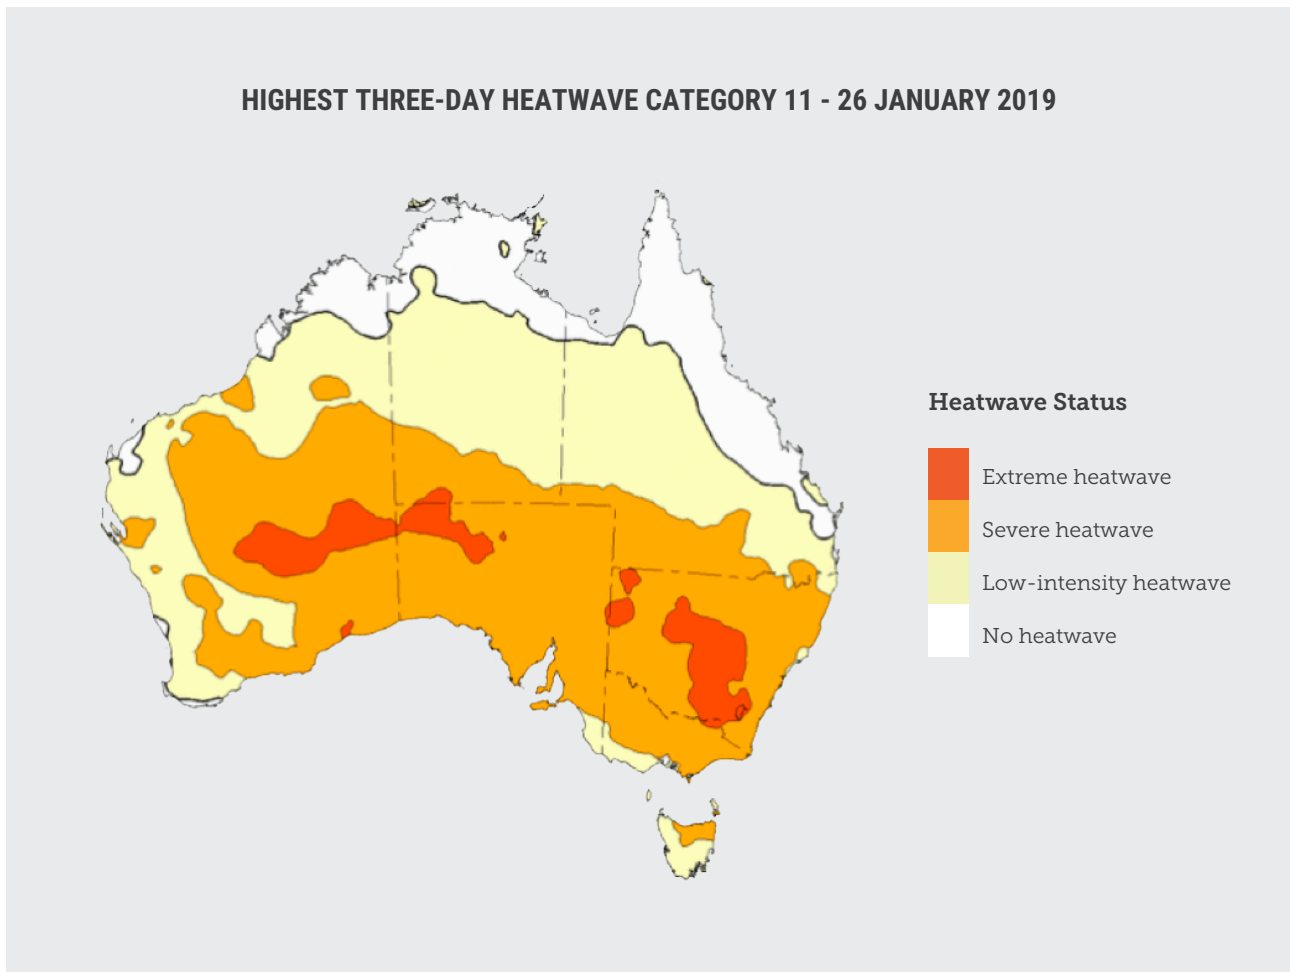 HIGHEST THREE-DAY HEATWAVE CATEGORY 11 - 26 JANUARY 2019
Heatwave Status
Extreme heatwave
Severe heatwave
Low-intensity heatwave
No heatwave